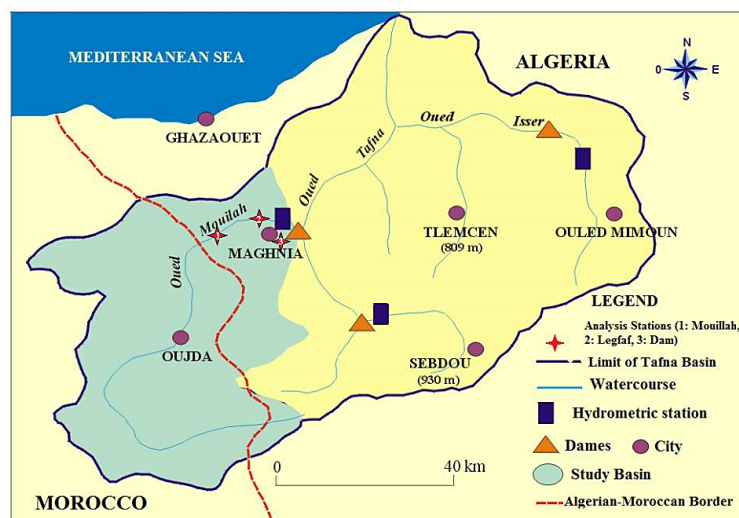 MEDITERRANEAN SEA
ALGERIA
N
O E
S
GHAZAOUET
Oued Isser
Oued Tafna
Oued Mouilah
MAGHNIA
TLEMCEN
(809 m)
OULED MIMOUN
OUJDA
SEBDOU
(930 m)
LEGEND
Analysis Stations (1: Mouillah,
2: Legfaf, 3: Dam)
Limit of Tafna Basin
Watercourse
Hydrometric station
Dames
City
Study Basin
Algerian-Moroccan Border
0 40 km
MOROCCO